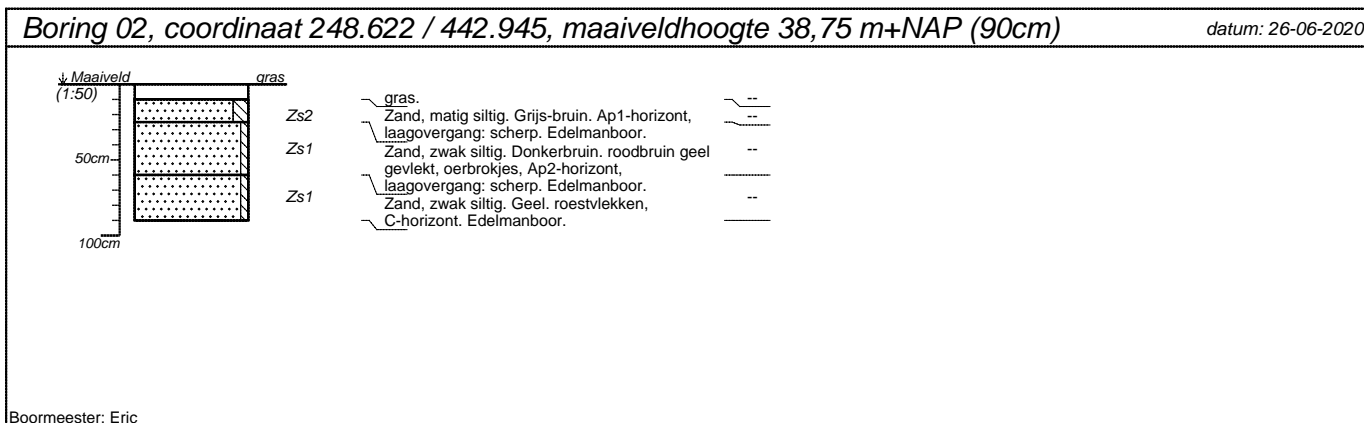 Boring 02, coordinaat 248.622 / 442.945, maaiveldhoogte 38,75 m+NAP (90cm)
datum: 26-06-2020
Maaiveld
gras
(1:50)
50cm
100cm
Zs2
Zs1
Zs1
gras.
Zand, matig siltig. Grijs-bruin. Ap1-horizont,
laagovergang: scherp. Edelmanboor.
Zand, zwak siltig. Donkerbruin. roodbruin geel
gevlekt, oerbrokjes, Ap2-horizont,
laagovergang: scherp. Edelmanboor.
Zand, zwak siltig. Geel. roestvlekken,
C-horizont. Edelmanboor.
--
--
--
--
Boormeester: Eric